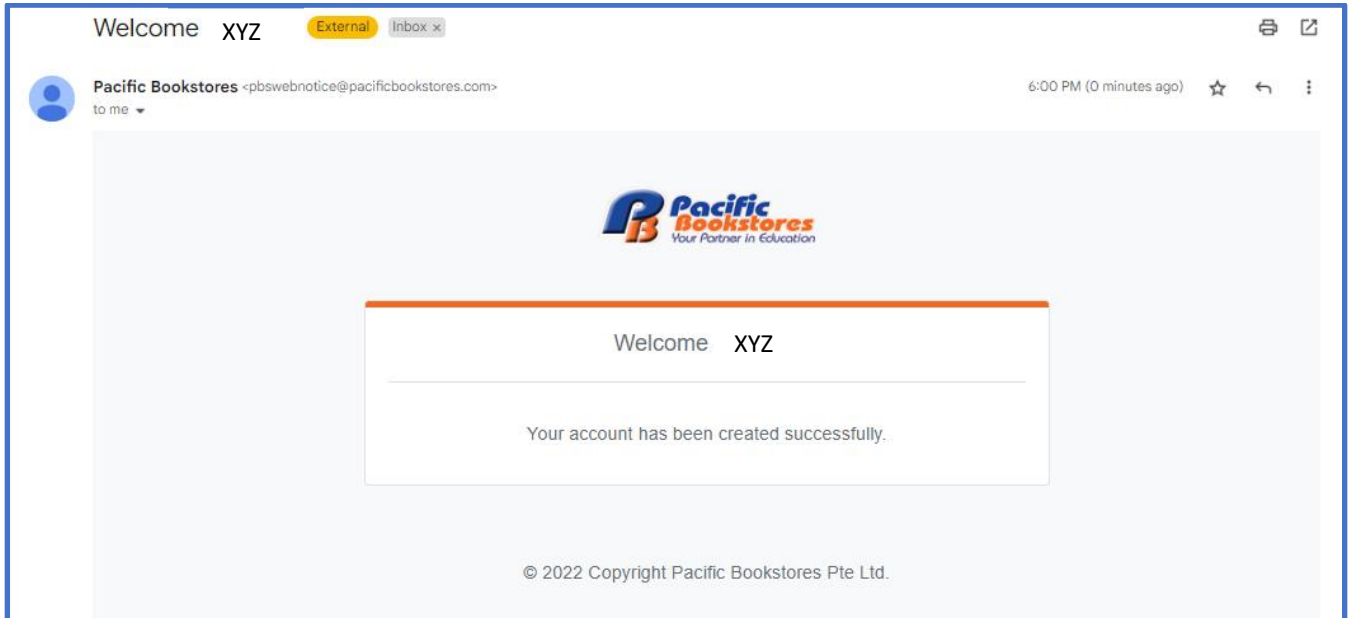 Welcome XYZ External Inbox x
Pacific Bookstores <pbswebnotice@pacificbookstores.com> 6:00 PM (0 minutes ago)
to me
PB Pacific
Bookstores
Your Partner in Education
Welcome XYZ
Your account has been created successfully.
© 2022 Copyright Pacific Bookstores Pte Ltd.